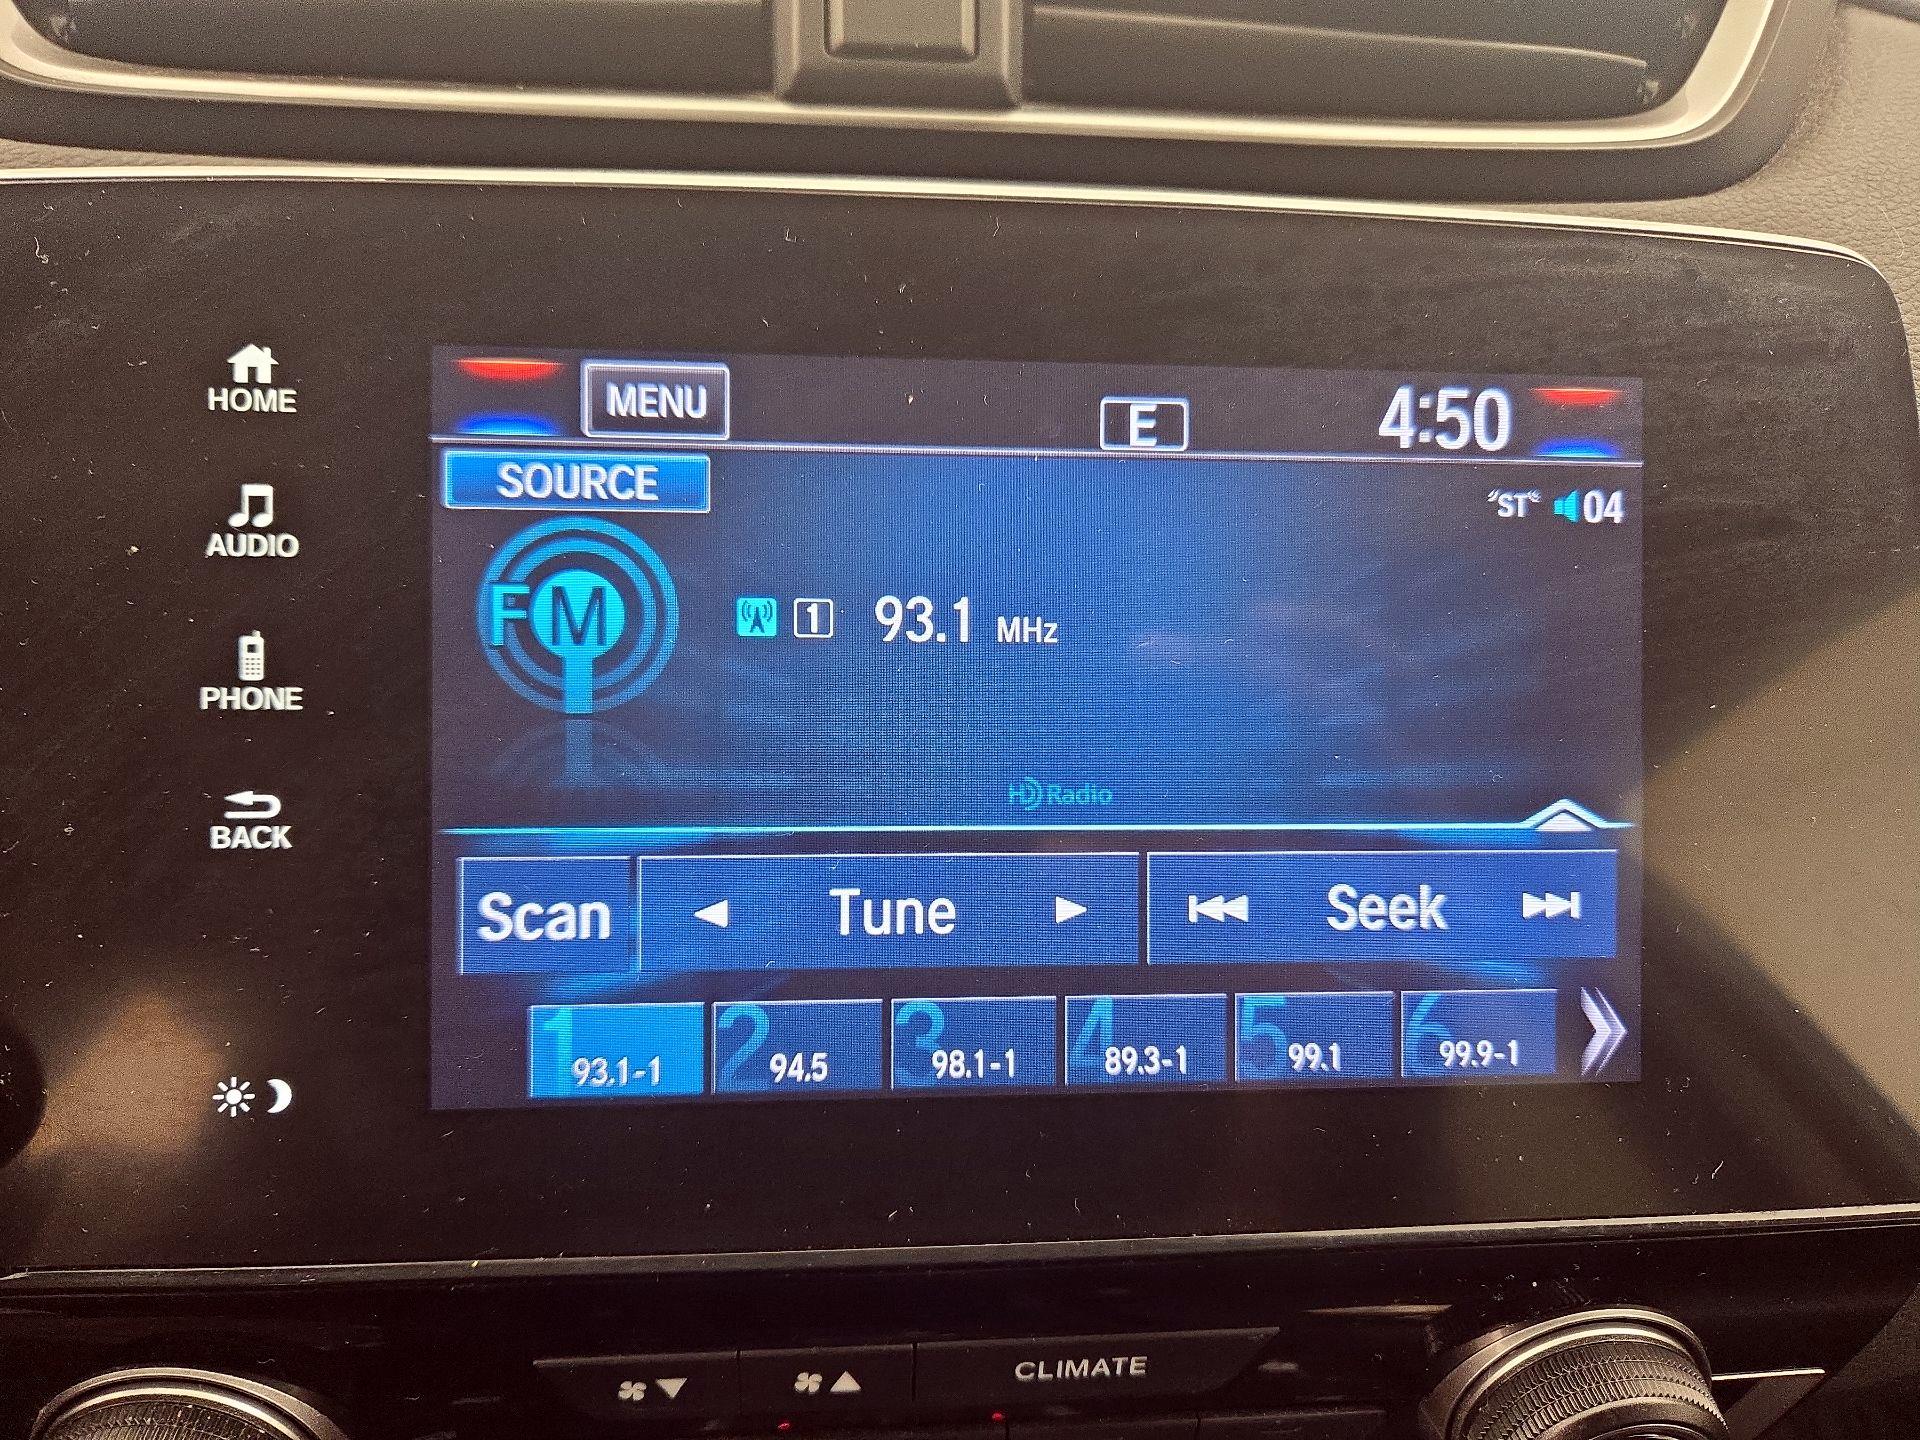 HOME
AUDIO
PHONE
BACK
MENU
E
4:50
SOURCE
"ST" 04
FM
1 93.1 MHz
HD Radio
Scan
Tune
Seek
1 93.1-1
2 94.5
3 98.1-1
4 89.3-1
5 99.1
6 99.9-1
CLIMATE